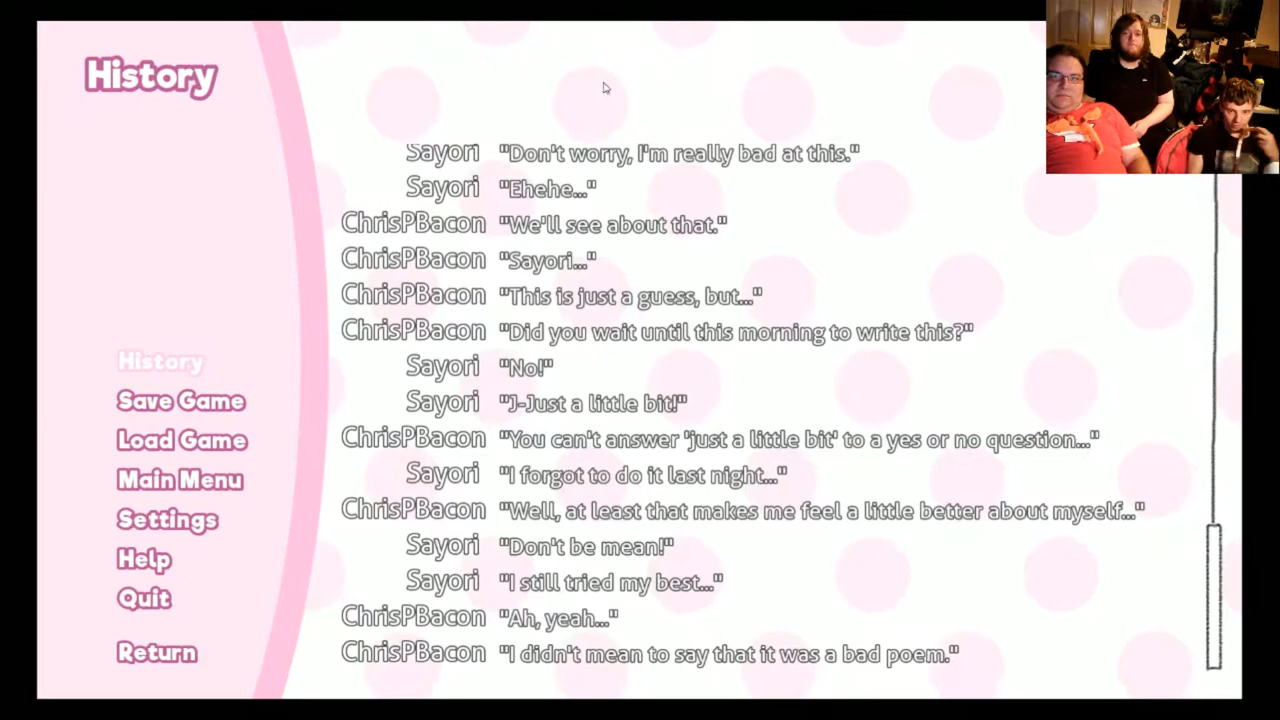 History
Sayori "Don't worry, I'm really bad at this."
Sayori "Ehehe..."
ChrisPBacon "We'll see about that."
ChrisPBacon "Sayori..."
ChrisPBacon "This is just a guess, but..."
ChrisPBacon "Did you wait until this morning to write this?"
Sayori "No!"
Sayori "J-Just a little bit!"
ChrisPBacon "You can't answer 'just a little bit' to a yes or no question..."
Sayori "I forgot to do it last night..."
ChrisPBacon "Well, at least that makes me feel a little better about myself..."
Sayori "Don't be mean!"
Sayori "I still tried my best..."
ChrisPBacon "Ah, yeah..."
ChrisPBacon "I didn't mean to say that it was a bad poem."
History
Save Game
Load Game
Main Menu
Settings
Help
Quit
Return